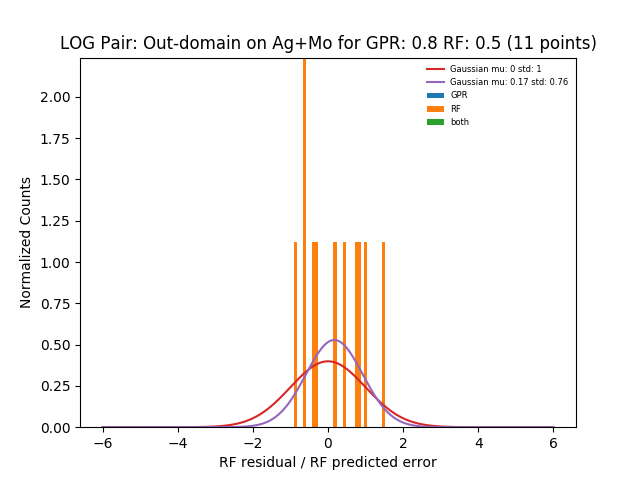 LOG Pair: Out-domain on Ag+Mo for GPR: 0.8 RF: 0.5 (11 points)
Gaussian mu: 0 std: 1
Gaussian mu: 0.17 std: 0.76
GPR
RF
both
Normalized Counts
2.00
1.75
1.50
1.25
1.00
0.75
0.50
0.25
0.00
−6 −4 −2 0 2 4 6
RF residual / RF predicted error